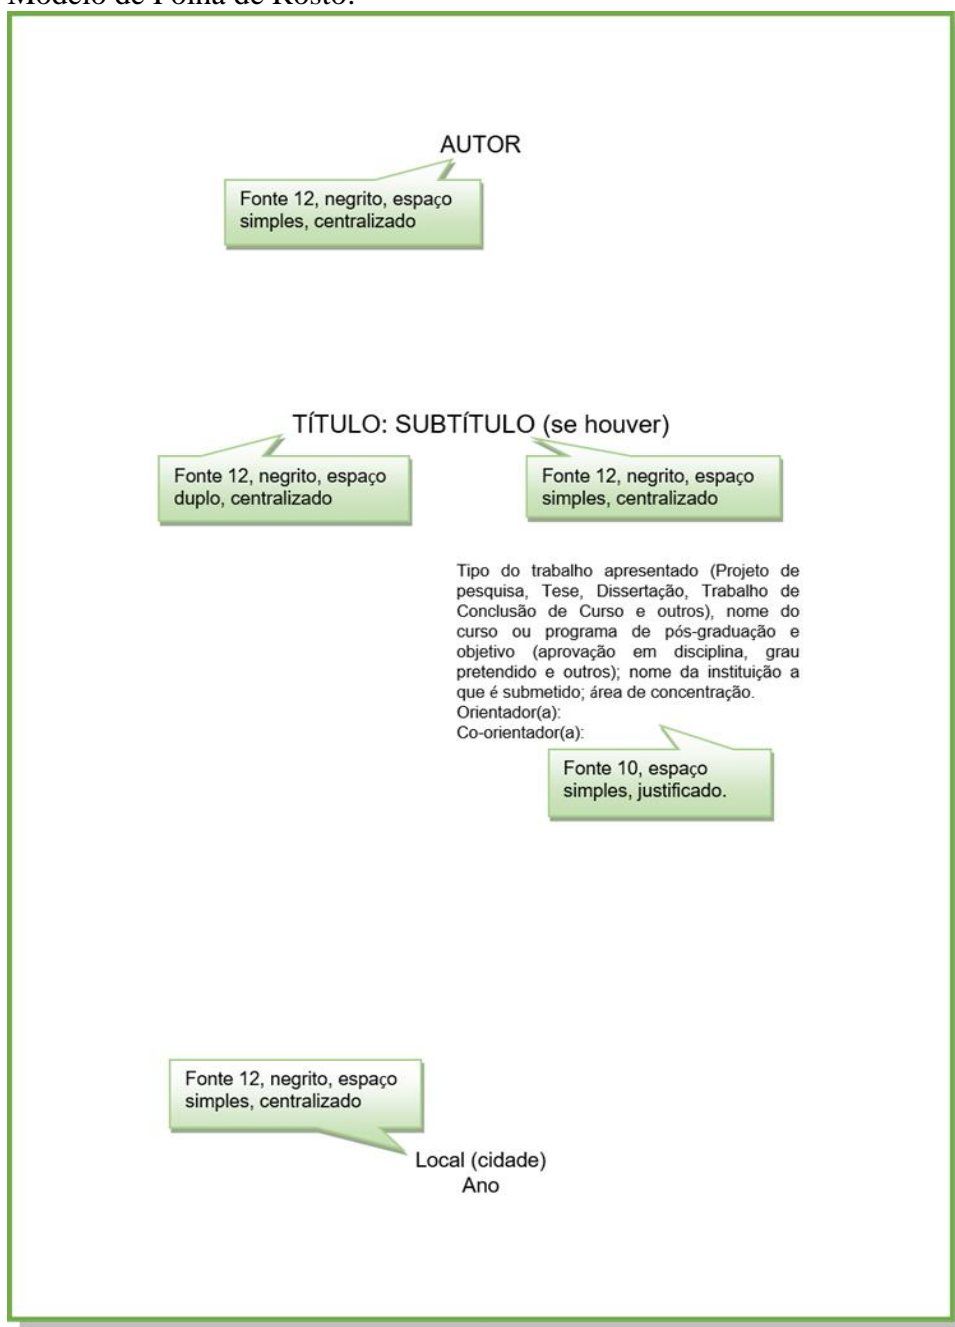 Modelo de Folha de Rosto:
AUTOR
Fonte 12, negrito, espaço
simples, centralizado
TÍTULO: SUBTÍTULO (se houver)
Fonte 12, negrito, espaço
duplo, centralizado
Fonte 12, negrito, espaço
simples, centralizado
Tipo do trabalho apresentado (Projeto de
pesquisa, Tese, Dissertação, Trabalho de
Conclusão de Curso e outros), nome do
curso ou programa de pós-graduação e
objetivo (aprovação em disciplina, grau
pretendido e outros); nome da instituição a
que é submetido; área de concentração.
Orientador(a):
Co-orientador(a):
Fonte 10, espaço
simples, justificado.
Fonte 12, negrito, espaço
simples, centralizado
Local (cidade)
Ano